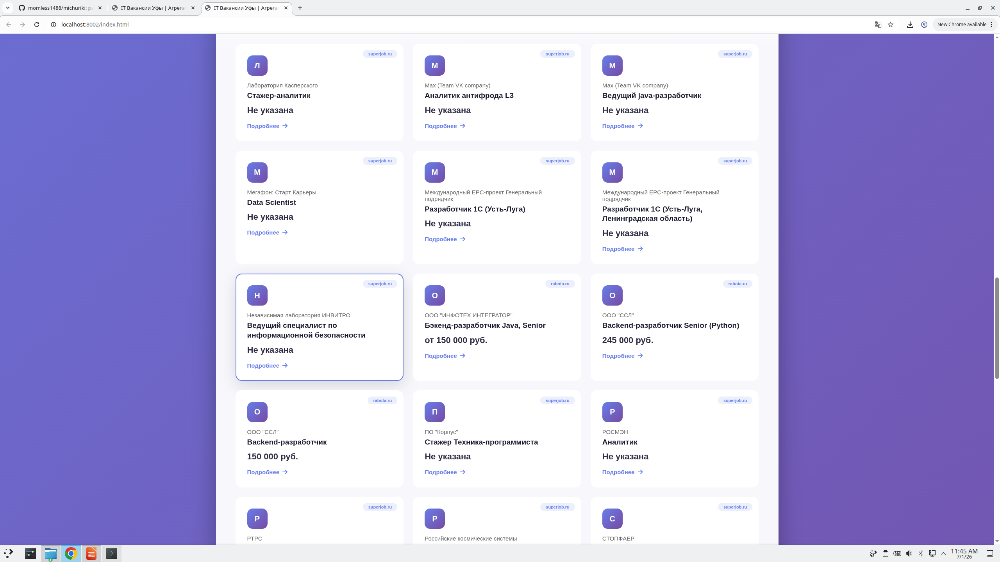 momless1488/michuriki: pa
IT Вакансии Уфы | Агрегат
IT Вакансии Уфы | Агрегат
localhost:8002/index.html
New Chrome available
superjob.ru
Л
Лаборатория Касперского
Стажер-аналитик
Не указана
Подробнее
superjob.ru
M
Max (Team VK company)
Аналитик антифрода L3
Не указана
Подробнее
superjob.ru
M
Max (Team VK company)
Ведущий java-разработчик
Не указана
Подробнее
superjob.ru
М
Мегафон: Старт Карьеры
Data Scientist
Не указана
Подробнее
superjob.ru
М
Международный EPC-проект Генеральный
подрядчик
Разработчик 1С (Усть-Луга)
Не указана
Подробнее
superjob.ru
М
Международный EPC-проект Генеральный
подрядчик
Разработчик 1С (Усть-Луга,
Ленинградская область)
Не указана
Подробнее
superjob.ru
Н
Независимая лаборатория ИНВИТРО
Ведущий специалист по
информационной безопасности
Не указана
Подробнее
rabota.ru
О
ООО "ИНФОТЕХ ИНТЕГРАТОР"
Бэкенд-разработчик Java, Senior
от 150 000 руб.
Подробнее
rabota.ru
О
ООО "ССЛ"
Backend-разработчик Senior (Python)
245 000 руб.
Подробнее
rabota.ru
О
ООО "ССЛ"
Backend-разработчик
150 000 руб.
Подробнее
superjob.ru
П
ПО "Корпус"
Стажер Техника-программиста
Не указана
Подробнее
superjob.ru
Р
РОСМЭН
Аналитик
Не указана
Подробнее
superjob.ru
Р
РТРС
superjob.ru
Р
Российские космические системы
superjob.ru
С
СТОПФАЕР
en
11:45 AM
7/1/26